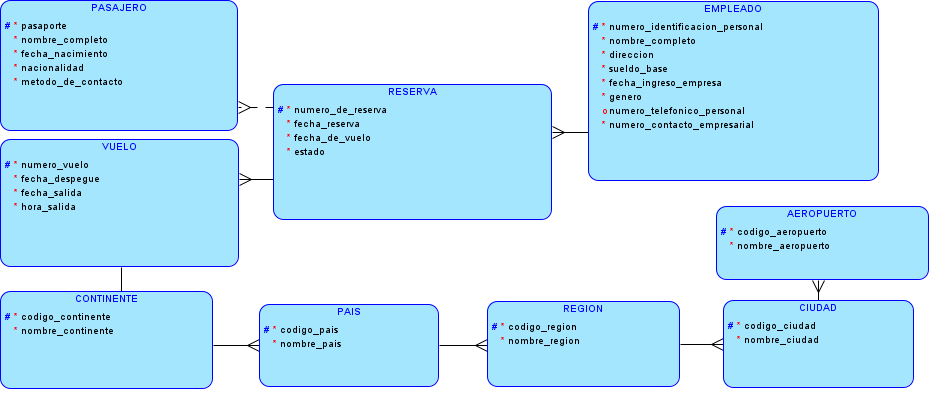 PASAJERO
# * pasaporte
* nombre_completo
* fecha_nacimiento
* nacionalidad
* metodo_de_contacto
EMPLEADO
# * numero_identificacion_personal
* nombre_completo
* direccion
* sueldo_base
* fecha_ingreso_empresa
* genero
o numero_telefonico_personal
* numero_contacto_empresarial
RESERVA
# * numero_de_reserva
* fecha_reserva
* fecha_de_vuelo
* estado
VUELO
# * numero_vuelo
* fecha_despegue
* fecha_salida
* hora_salida
AEROPUERTO
# * codigo_aeropuerto
* nombre_aeropuerto
CONTINENTE
# * codigo_continente
* nombre_continente
PAIS
# * codigo_pais
* nombre_pais
REGION
# * codigo_region
* nombre_region
CIUDAD
# * codigo_ciudad
* nombre_ciudad